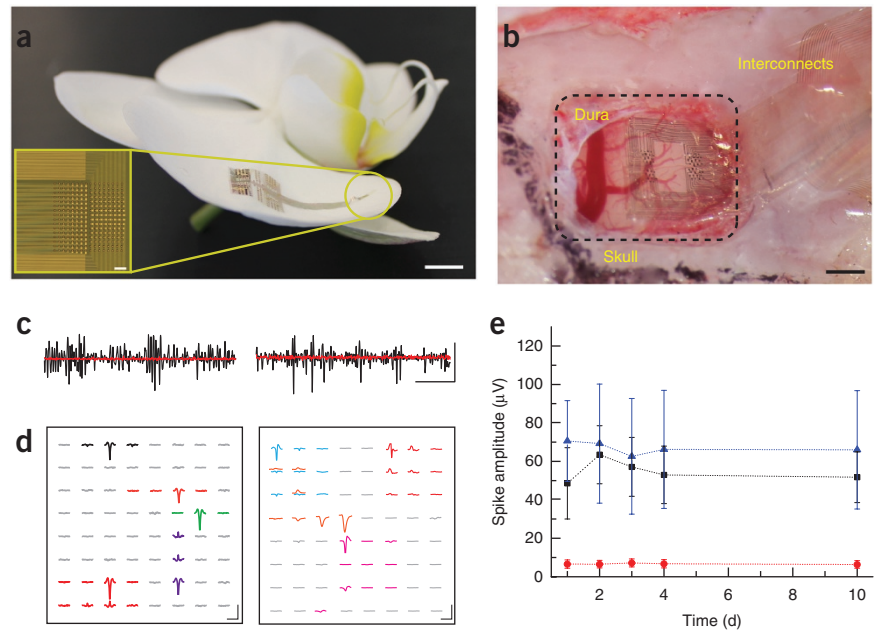 a
b
Interconnects
Dura
Skull
c
d
e
120
100
80
60
40
20
0
Spike amplitude (μV)
2
4
6
8
10
Time (d)